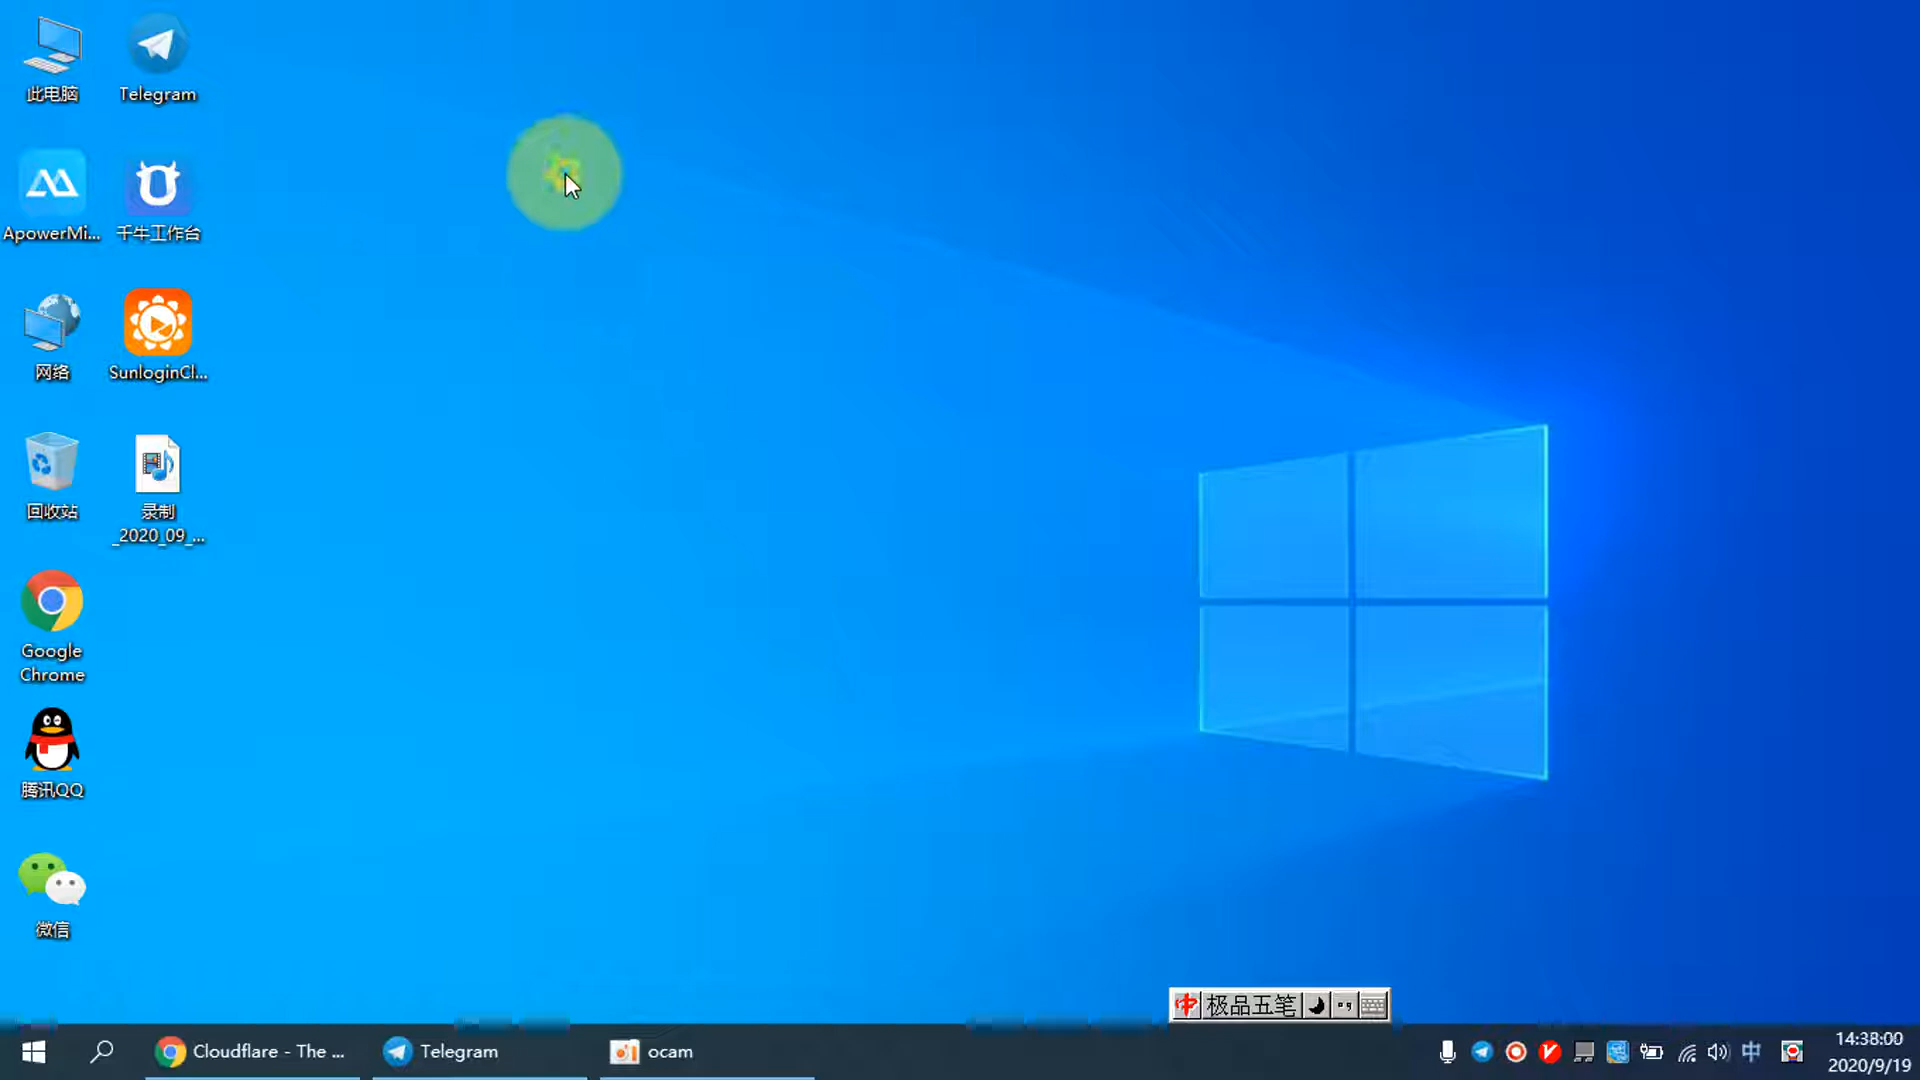 此电脑
Telegram
ApowerMi...
千牛工作台
网络
SunloginCl...
回收站
录制
_2020_09_...
Google
Chrome
腾讯QQ
微信
中 极品五笔
Cloudflare - The ...
Telegram
ocam
中
14:38:00
2020/9/19